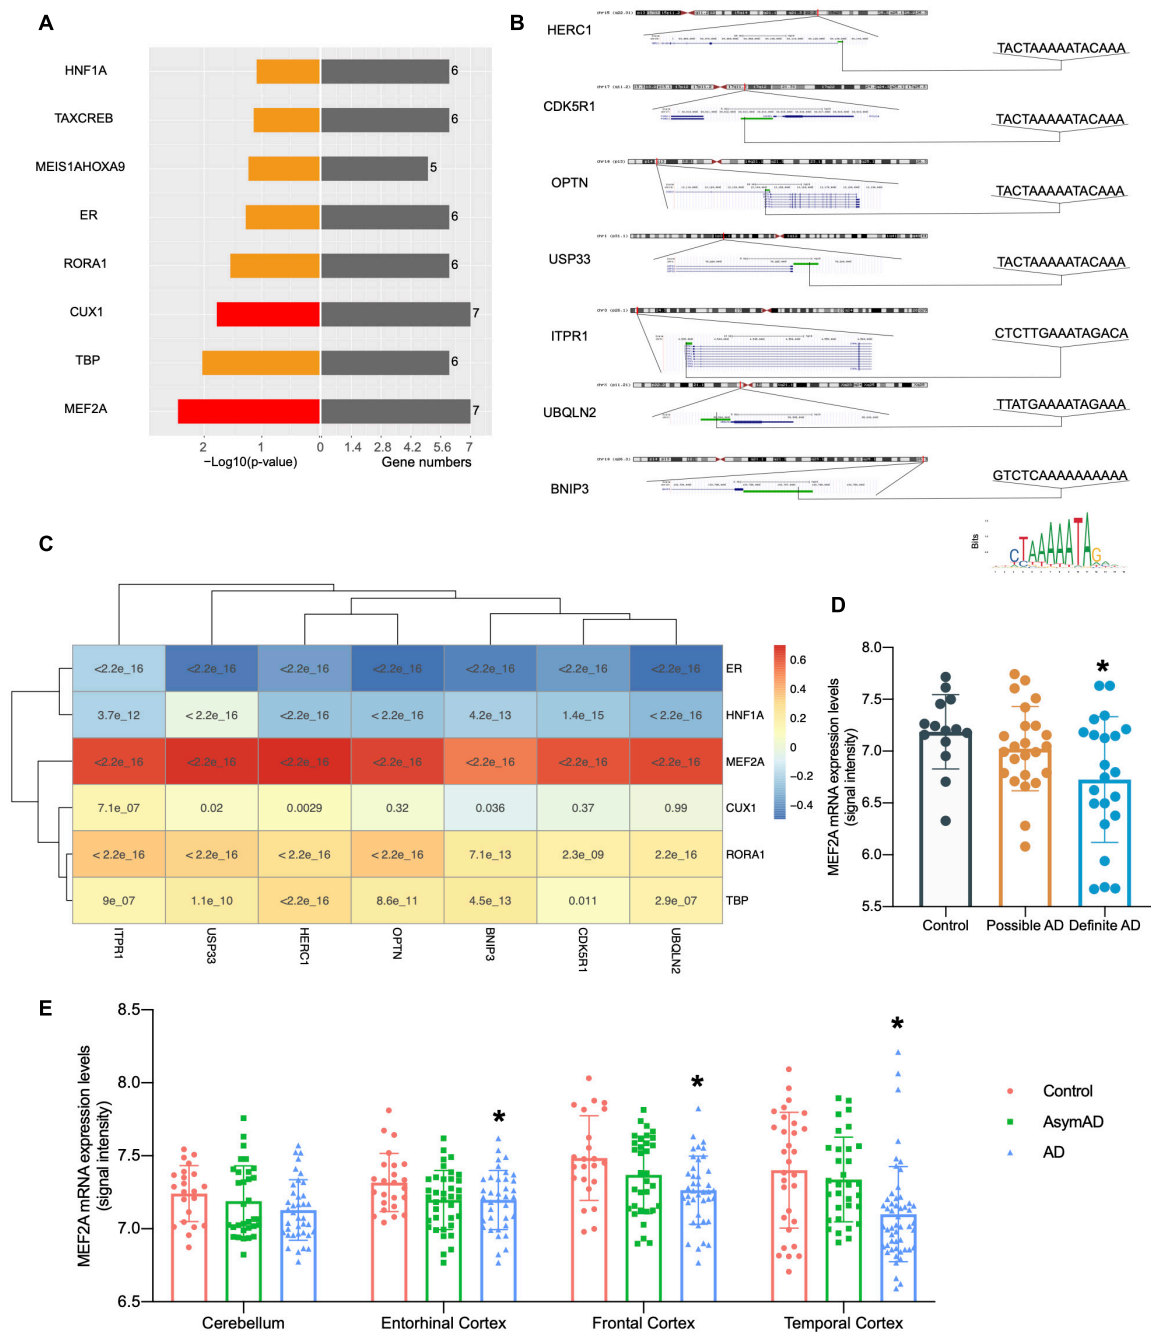 A
HNF1A
6
TAXCREB
6
MEIS1AHOXA9
5
ER
6
RORA1
6
CUX1
7
TBP
6
MEF2A
7
2 1 0 1.4 2.8 4.2 5.6 7
−Log10(p-value) Gene numbers
B
HERC1
TACTAAAAATACAAA
CDK5R1
TACTAAAAATACAAA
OPTN
TACTAAAAATACAAA
USP33
TACTAAAAATACAAA
ITPR1
CTCTTGAAATAGACA
UBQLN2
TTATGAAAATAGAAA
BNIP3
GTCTCAAAAAAAAAA
Bits
CTAAAAATAG
C
<2.2e_16 <2.2e_16 <2.2e_16 <2.2e_16 <2.2e_16 <2.2e_16 <2.2e_16 ER
3.7e_12 < 2.2e_16 <2.2e_16 < 2.2e_16 4.2e_13 1.4e_15 < 2.2e_16 HNF1A
<2.2e_16 <2.2e_16 <2.2e_16 <2.2e_16 <2.2e_16 <2.2e_16 <2.2e_16 MEF2A
7.1e_07 0.02 0.0029 0.32 0.036 0.37 0.99 CUX1
< 2.2e_16 < 2.2e_16 < 2.2e_16 < 2.2e_16 7.1e_13 2.3e_09 2.2e_16 RORA1
9e_07 1.1e_10 <2.2e_16 8.6e_11 4.5e_13 0.011 2.9e_07 TBP
ITPR1 USP33 HERC1 OPTN BNIP3 CDK5R1 UBQLN2
0.6
0.4
0.2
0
−0.2
−0.4
D
MEF2A mRNA expression levels
(signal intensity)
8.0
7.5
7.0
6.5
6.0
5.5
*
Control Possible AD Definite AD
E
MEF2A mRNA expression levels
(signal intensity)
8.5
8.0
7.5
7.0
6.5
* * *
Cerebellum Entorhinal Cortex Frontal Cortex Temporal Cortex
Control
AsymAD
AD